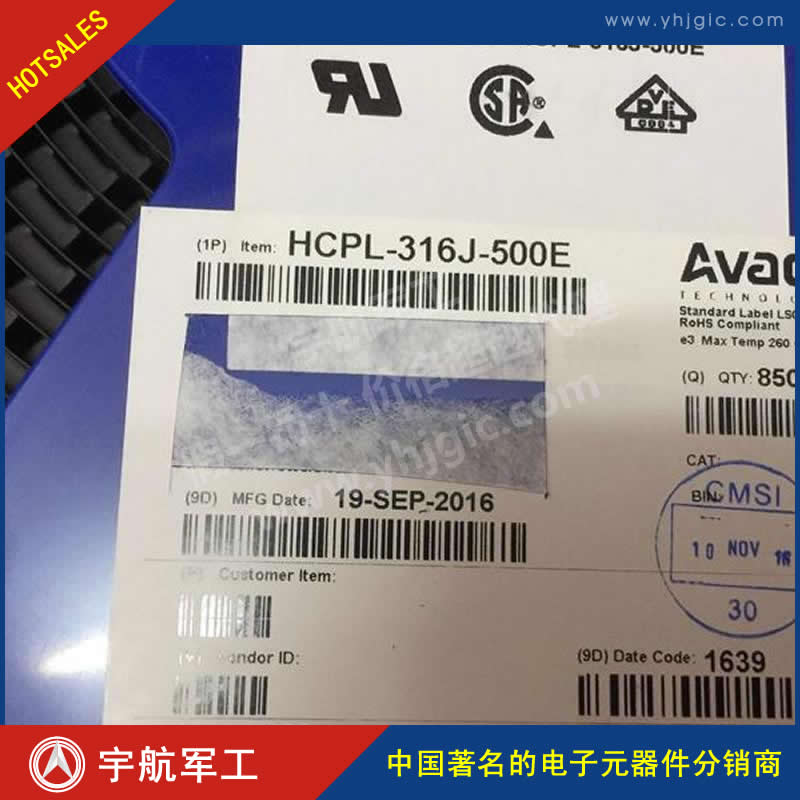 HOTSALES
www.yhjgic.com
(1P) Item: HCPL-316J-500E
Avag
TECHNOLO
Standard Label LS
RoHS Compliant
e3 Max Temp 260
(Q) QTY: 850
CAT:
BIN:
(9D) MFG Date: 19-SEP-2016
CMSI
10 NOV 16
30
Customer Item:
Vendor ID:
(9D) Date Code: 1639
www.yhjgic.com
宇航军工
中国著名的电子元器件分销商